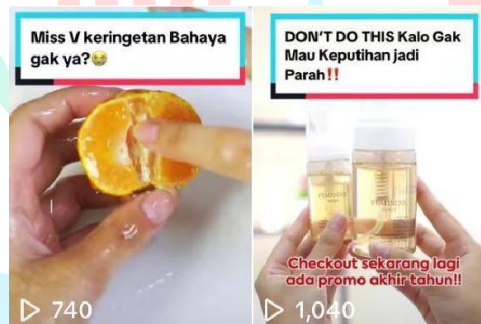 Miss V keringetan Bahaya
gak ya?😂
740
DON'T DO THIS Kalo Gak
Mau Keputihan jadi
Parah‼️
FEMININE
Checkout sekarang lagi
ada promo akhir tahun!!
1,040